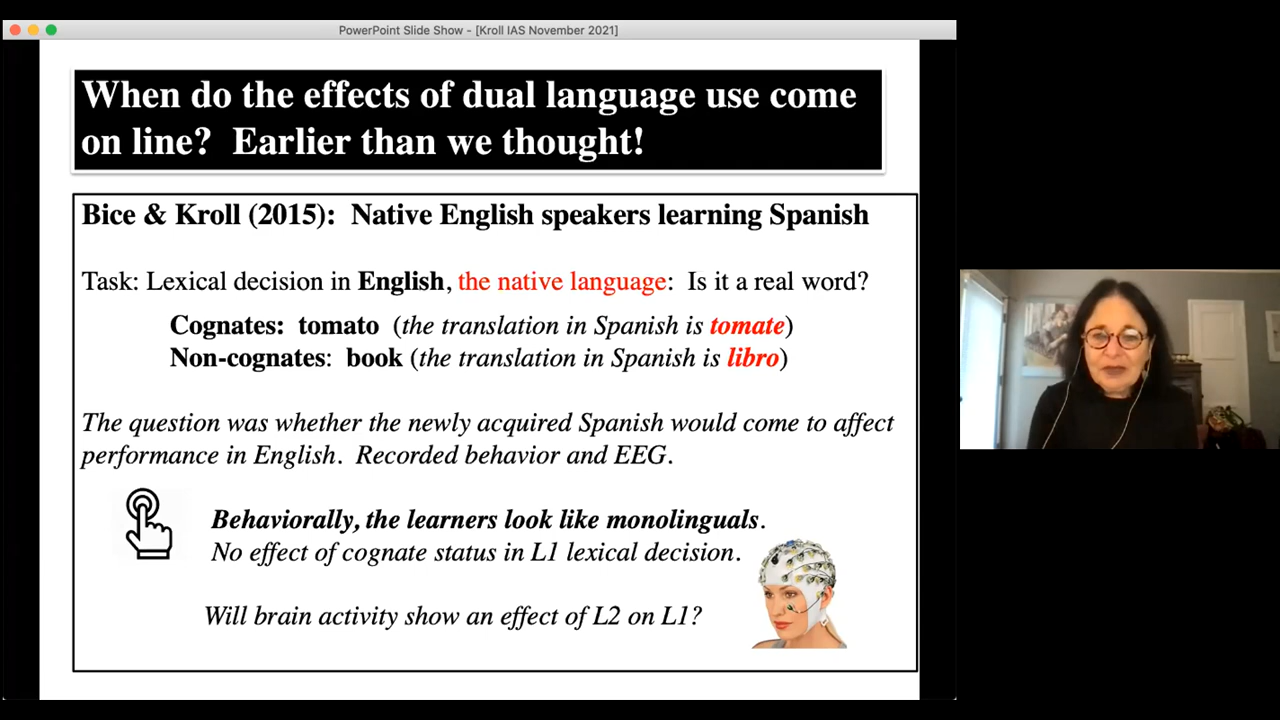 PowerPoint Slide Show - [Kroll IAS November 2021]
When do the effects of dual language use come
on line? Earlier than we thought!
Bice & Kroll (2015): Native English speakers learning Spanish
Task: Lexical decision in English, the native language: Is it a real word?
Cognates: tomato (the translation in Spanish is tomate)
Non-cognates: book (the translation in Spanish is libro)
The question was whether the newly acquired Spanish would come to affect
performance in English. Recorded behavior and EEG.
Behaviorally, the learners look like monolinguals.
No effect of cognate status in L1 lexical decision.
Will brain activity show an effect of L2 on L1?